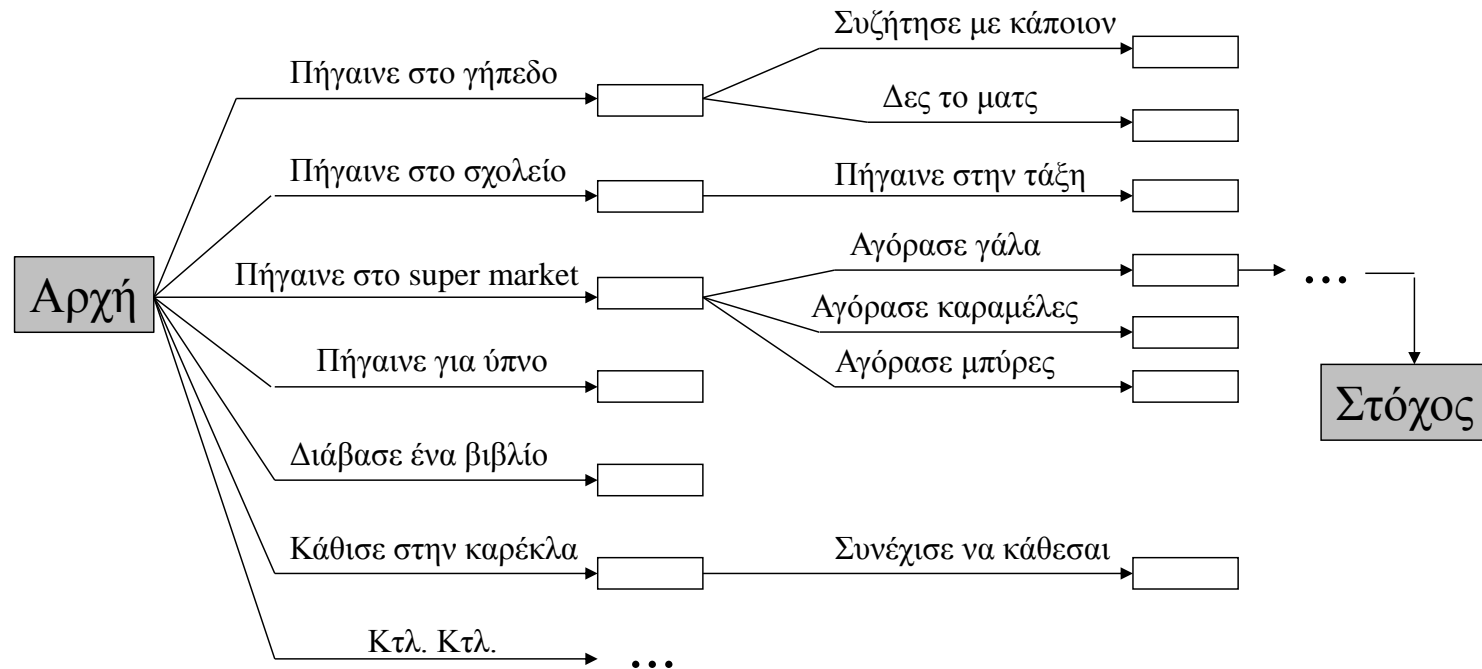 Συζήτησε με κάποιον
Πήγαινε στο γήπεδο
Δες το ματς
Πήγαινε στο σχολείο
Πήγαινε στην τάξη
Αγόρασε γάλα
Αρχή
Πήγαινε στο super market
...
Αγόρασε καραμέλες
Πήγαινε για ύπνο
Αγόρασε μπύρες
Στόχος
Διάβασε ένα βιβλίο
Κάθισε στην καρέκλα
Συνέχισε να κάθεσαι
Κτλ. Κτλ.
...